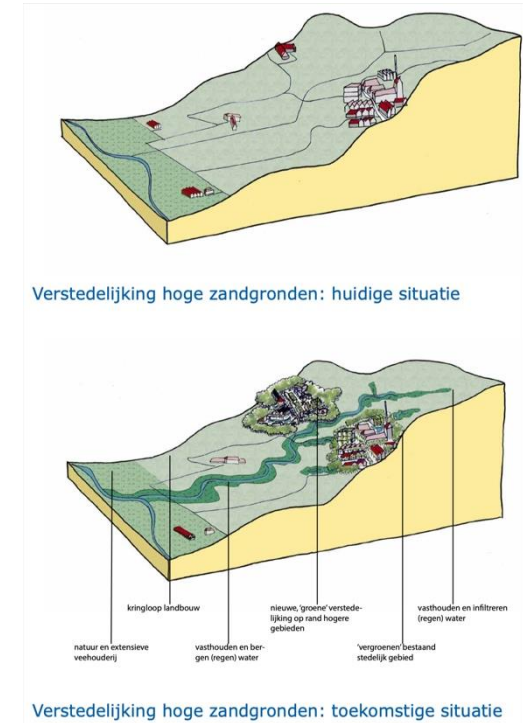 Verstedelijking hoge zandgronden: huidige situatie
kringloop landbouw
nieuwe, 'groene' verstede-
lijking op rand hogere
gebieden
vasthouden en infiltreren
(regen) water
natuur en extensieve
veehouderij
vasthouden en ber-
gen (regen) water
'vergroenen' bestaand
stedelijk gebied
Verstedelijking hoge zandgronden: toekomstige situatie